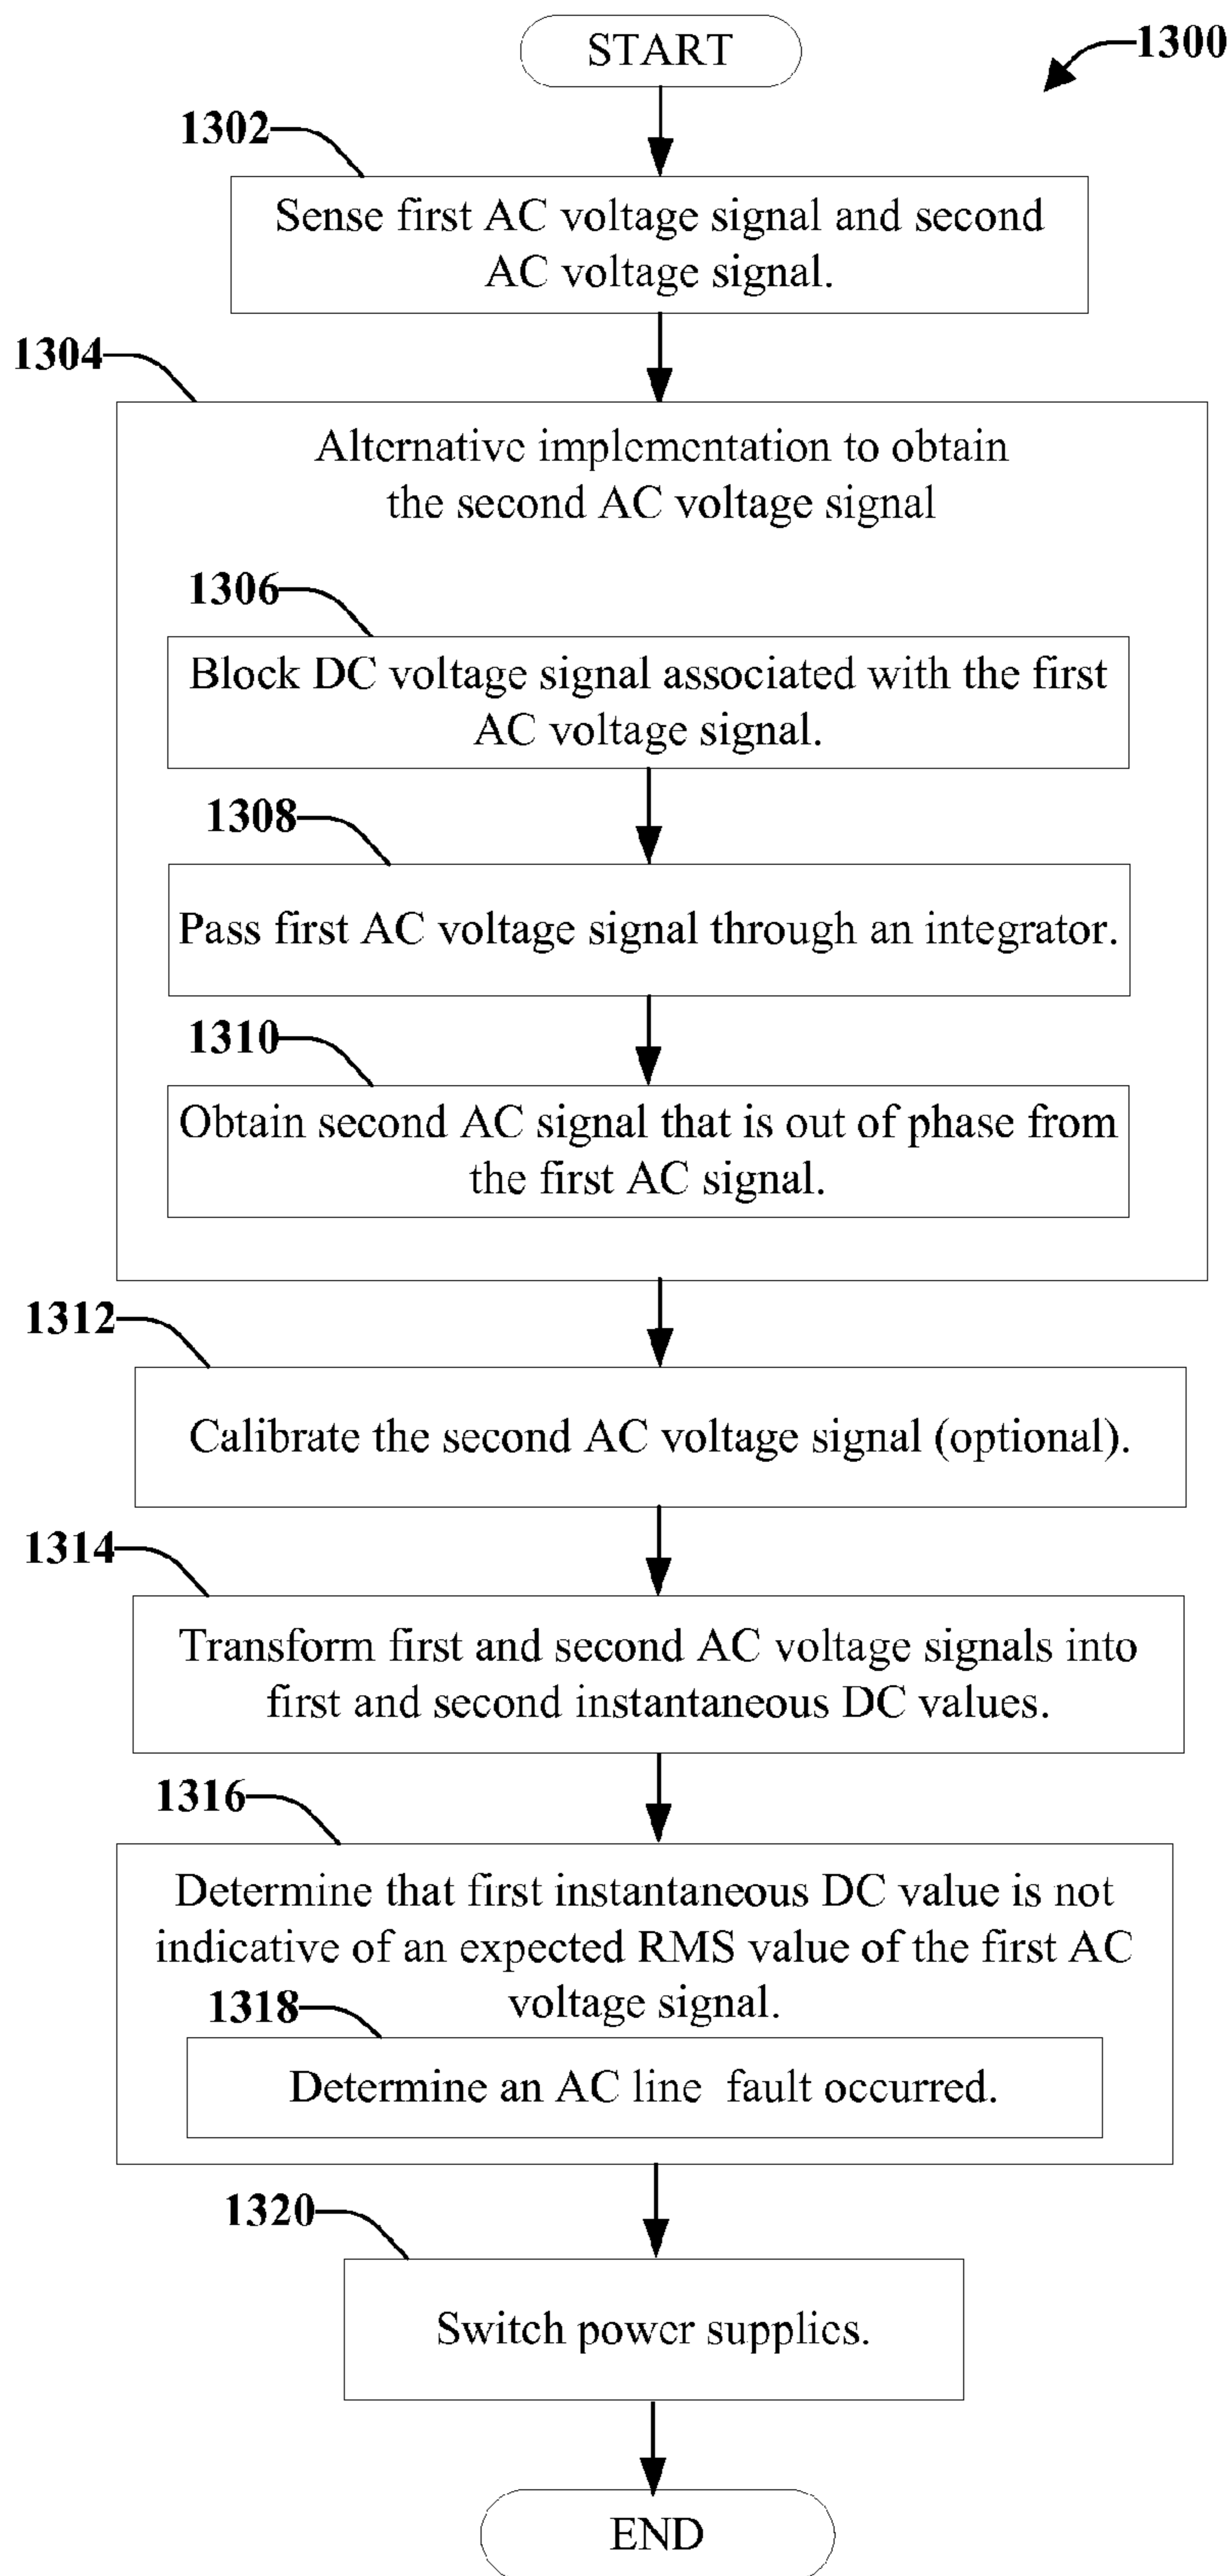 START
1300
1302
Sense first AC voltage signal and second
AC voltage signal.
1304
Alternative implementation to obtain
the second AC voltage signal
1306
Block DC voltage signal associated with the first
AC voltage signal.
1308
Pass first AC voltage signal through an integrator.
1310
Obtain second AC signal that is out of phase from
the first AC signal.
1312
Calibrate the second AC voltage signal (optional).
1314
Transform first and second AC voltage signals into
first and second instantaneous DC values.
1316
Determine that first instantaneous DC value is not
indicative of an expected RMS value of the first AC
voltage signal.
1318
Determine an AC line fault occurred.
1320
Switch power supplies.
END